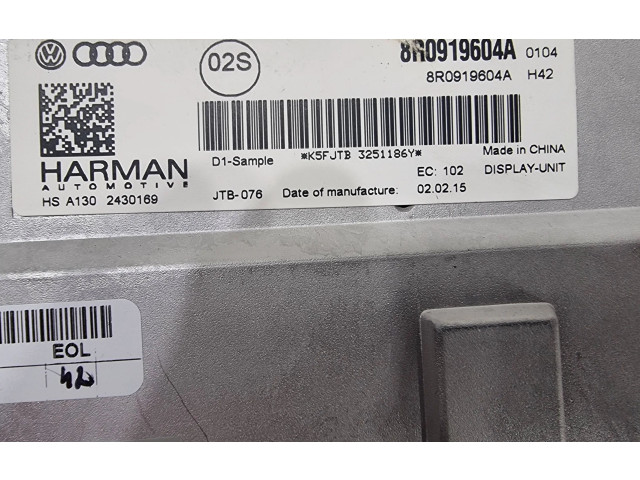 8R0919604A 0104
02S
8R0919604A H42
HARMAN
AUTOMOTIVE
HS A130 2430169
D1-Sample *K5FJTB 3251186Y* Made in CHINA
EC: 102 DISPLAY-UNIT
JTB-076 Date of manufacture: 02.02.15
EOL